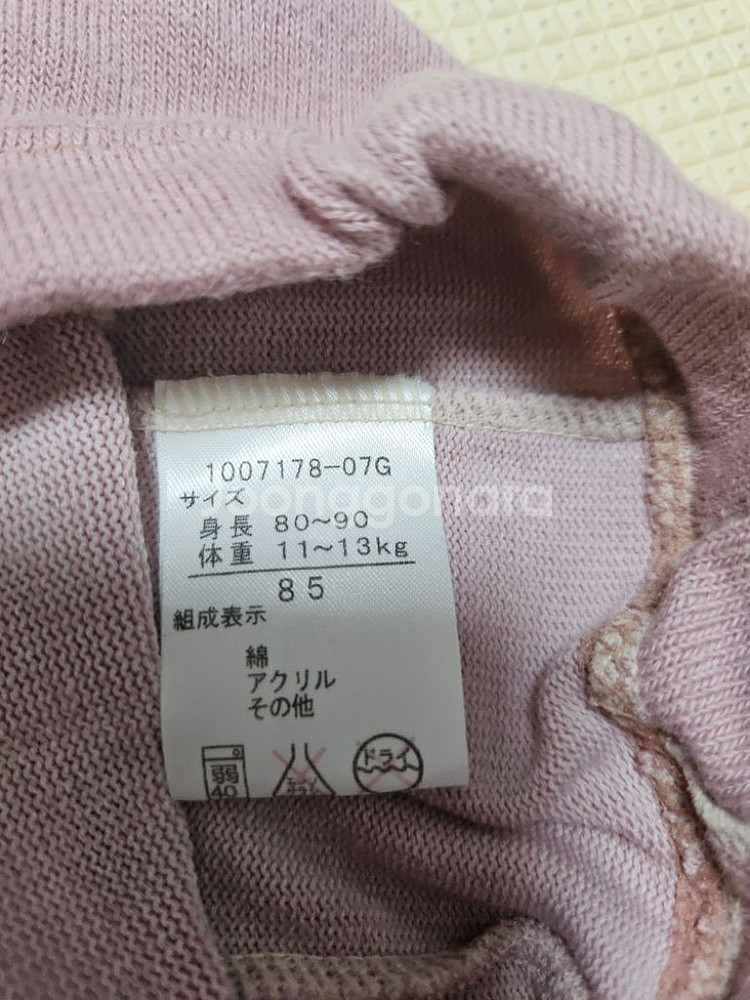 1007178-07G
サイズ
身長 80~90
体重 11~13kg
85
組成表示
綿
アクリル
その他
弱
40
ドライ
joonggonara